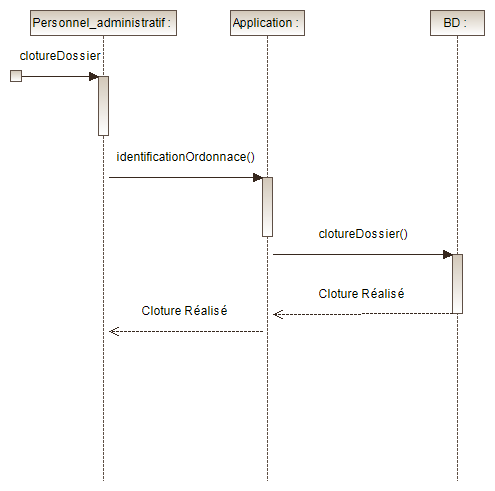 Personnel_administratif :
Application :
BD :
clotureDossier
identificationOrdonnace()
clotureDossier()
Cloture Réalisé
Cloture Réalisé